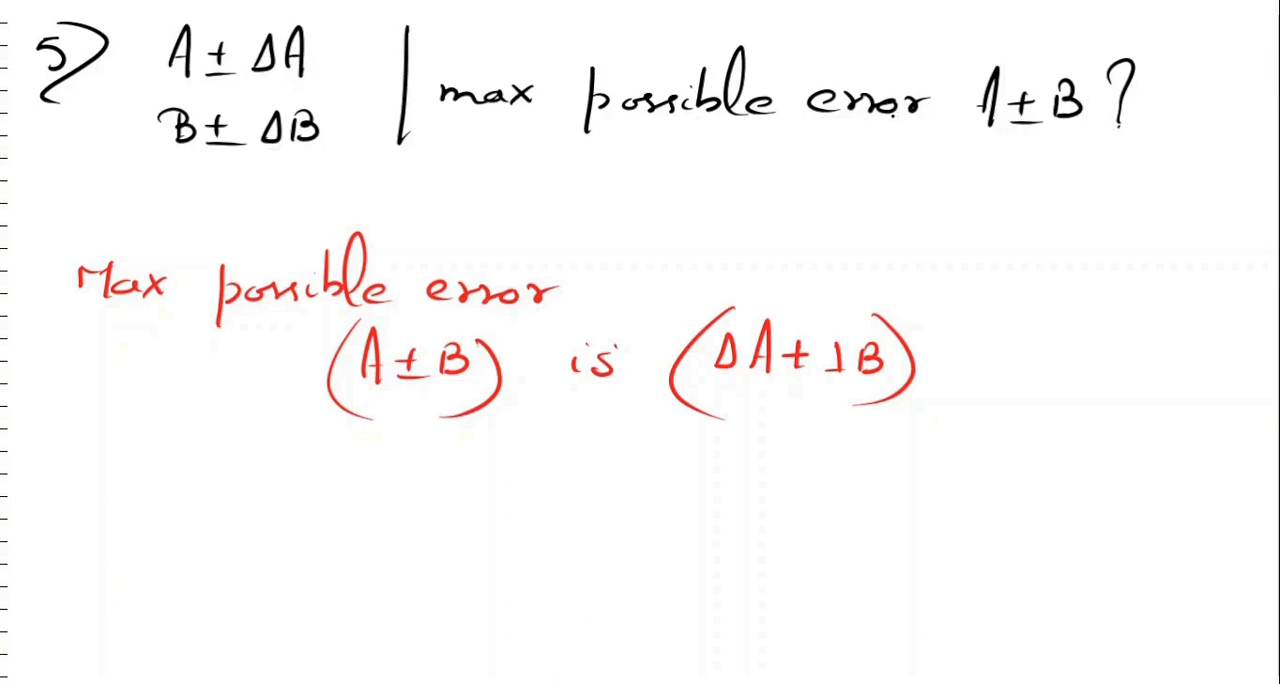 5) A ± ΔA
B ± ΔB
max possible error A ± B ?
Max possible error
(A ± B) is (ΔA + ΔB)